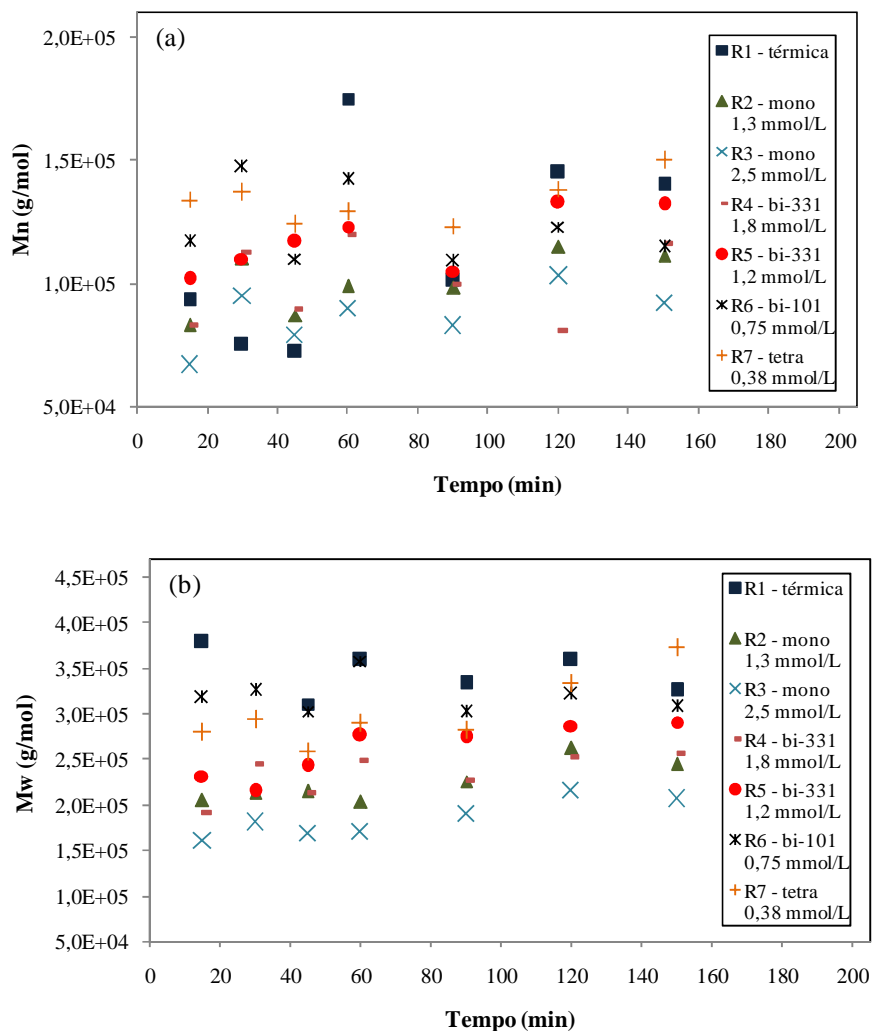 (a)
Mn (g/mol)
2,0E+05
1,5E+05
1,0E+05
5,0E+04
0 20 40 60 80 100 120 140 160 180 200
Tempo (min)
R1 - térmica
R2 - mono
1,3 mmol/L
R3 - mono
2,5 mmol/L
R4 - bi-331
1,8 mmol/L
R5 - bi-331
1,2 mmol/L
R6 - bi-101
0,75 mmol/L
R7 - tetra
0,38 mmol/L
(b)
Mw (g/mol)
4,5E+05
4,0E+05
3,5E+05
3,0E+05
2,5E+05
2,0E+05
1,5E+05
1,0E+05
5,0E+04
0 20 40 60 80 100 120 140 160 180 200
Tempo (min)
R1 - térmica
R2 - mono
1,3 mmol/L
R3 - mono
2,5 mmol/L
R4 - bi-331
1,8 mmol/L
R5 - bi-331
1,2 mmol/L
R6 - bi-101
0,75 mmol/L
R7 - tetra
0,38 mmol/L